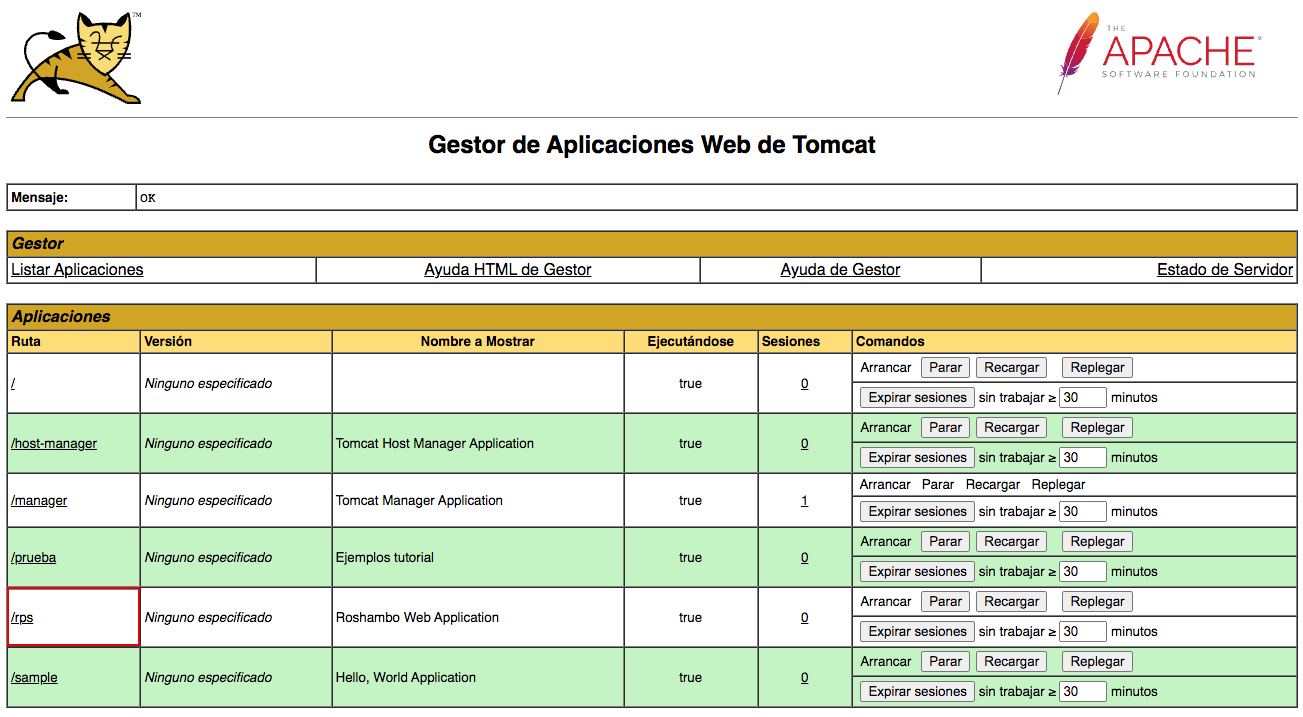 TM
THE
APACHE®
SOFTWARE FOUNDATION
Gestor de Aplicaciones Web de Tomcat
Mensaje: OK
Gestor
Listar Aplicaciones Ayuda HTML de Gestor Ayuda de Gestor Estado de Servidor
Aplicaciones
Ruta Versión Nombre a Mostrar Ejecutándose Sesiones Comandos
/ Ninguno especificado true 0 Arrancar Parar Recargar Replegar
Expirar sesiones sin trabajar ≥ 30 minutos
/host-manager Ninguno especificado Tomcat Host Manager Application true 0 Arrancar Parar Recargar Replegar
Expirar sesiones sin trabajar ≥ 30 minutos
/manager Ninguno especificado Tomcat Manager Application true 1 Arrancar Parar Recargar Replegar
Expirar sesiones sin trabajar ≥ 30 minutos
/prueba Ninguno especificado Ejemplos tutorial true 0 Arrancar Parar Recargar Replegar
Expirar sesiones sin trabajar ≥ 30 minutos
/rps Ninguno especificado Roshambo Web Application true 0 Arrancar Parar Recargar Replegar
Expirar sesiones sin trabajar ≥ 30 minutos
/sample Ninguno especificado Hello, World Application true 0 Arrancar Parar Recargar Replegar
Expirar sesiones sin trabajar ≥ 30 minutos